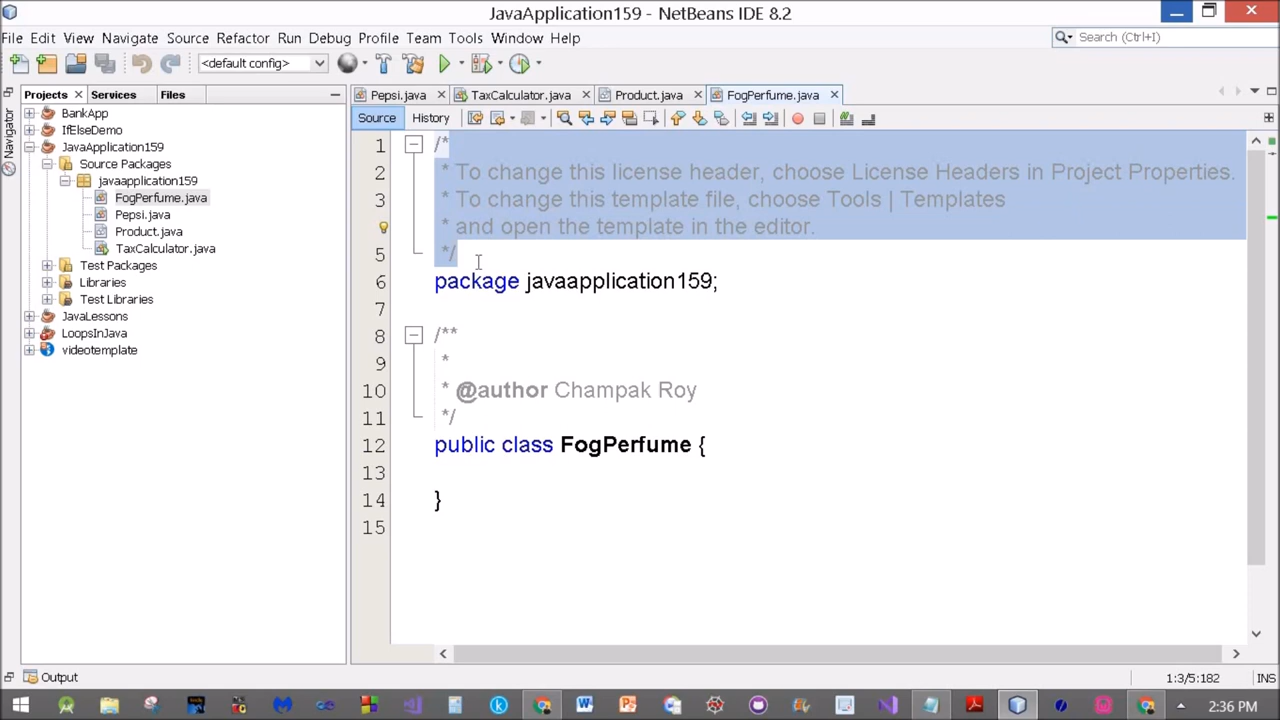 JavaApplication159 - NetBeans IDE 8.2
File Edit View Navigate Source Refactor Run Debug Profile Team Tools Window Help
Search (Ctrl+I)
<default config>
Projects Services Files
Navigator
BankApp
IfElseDemo
JavaApplication159
Source Packages
javaapplication159
FogPerfume.java
Pepsi.java
Product.java
TaxCalculator.java
Test Packages
Libraries
Test Libraries
JavaLessons
LoopsInJava
videotemplate
Pepsi.java TaxCalculator.java Product.java FogPerfume.java
Source History
1 /*
2 * To change this license header, choose License Headers in Project Properties.
3 * To change this template file, choose Tools | Templates
* and open the template in the editor.
5 */
6 package javaapplication159;
7
8 /**
9 *
10 * @author Champak Roy
11 */
12 public class FogPerfume {
13
14 }
15
Output
1:3/5:182 INS
2:36 PM